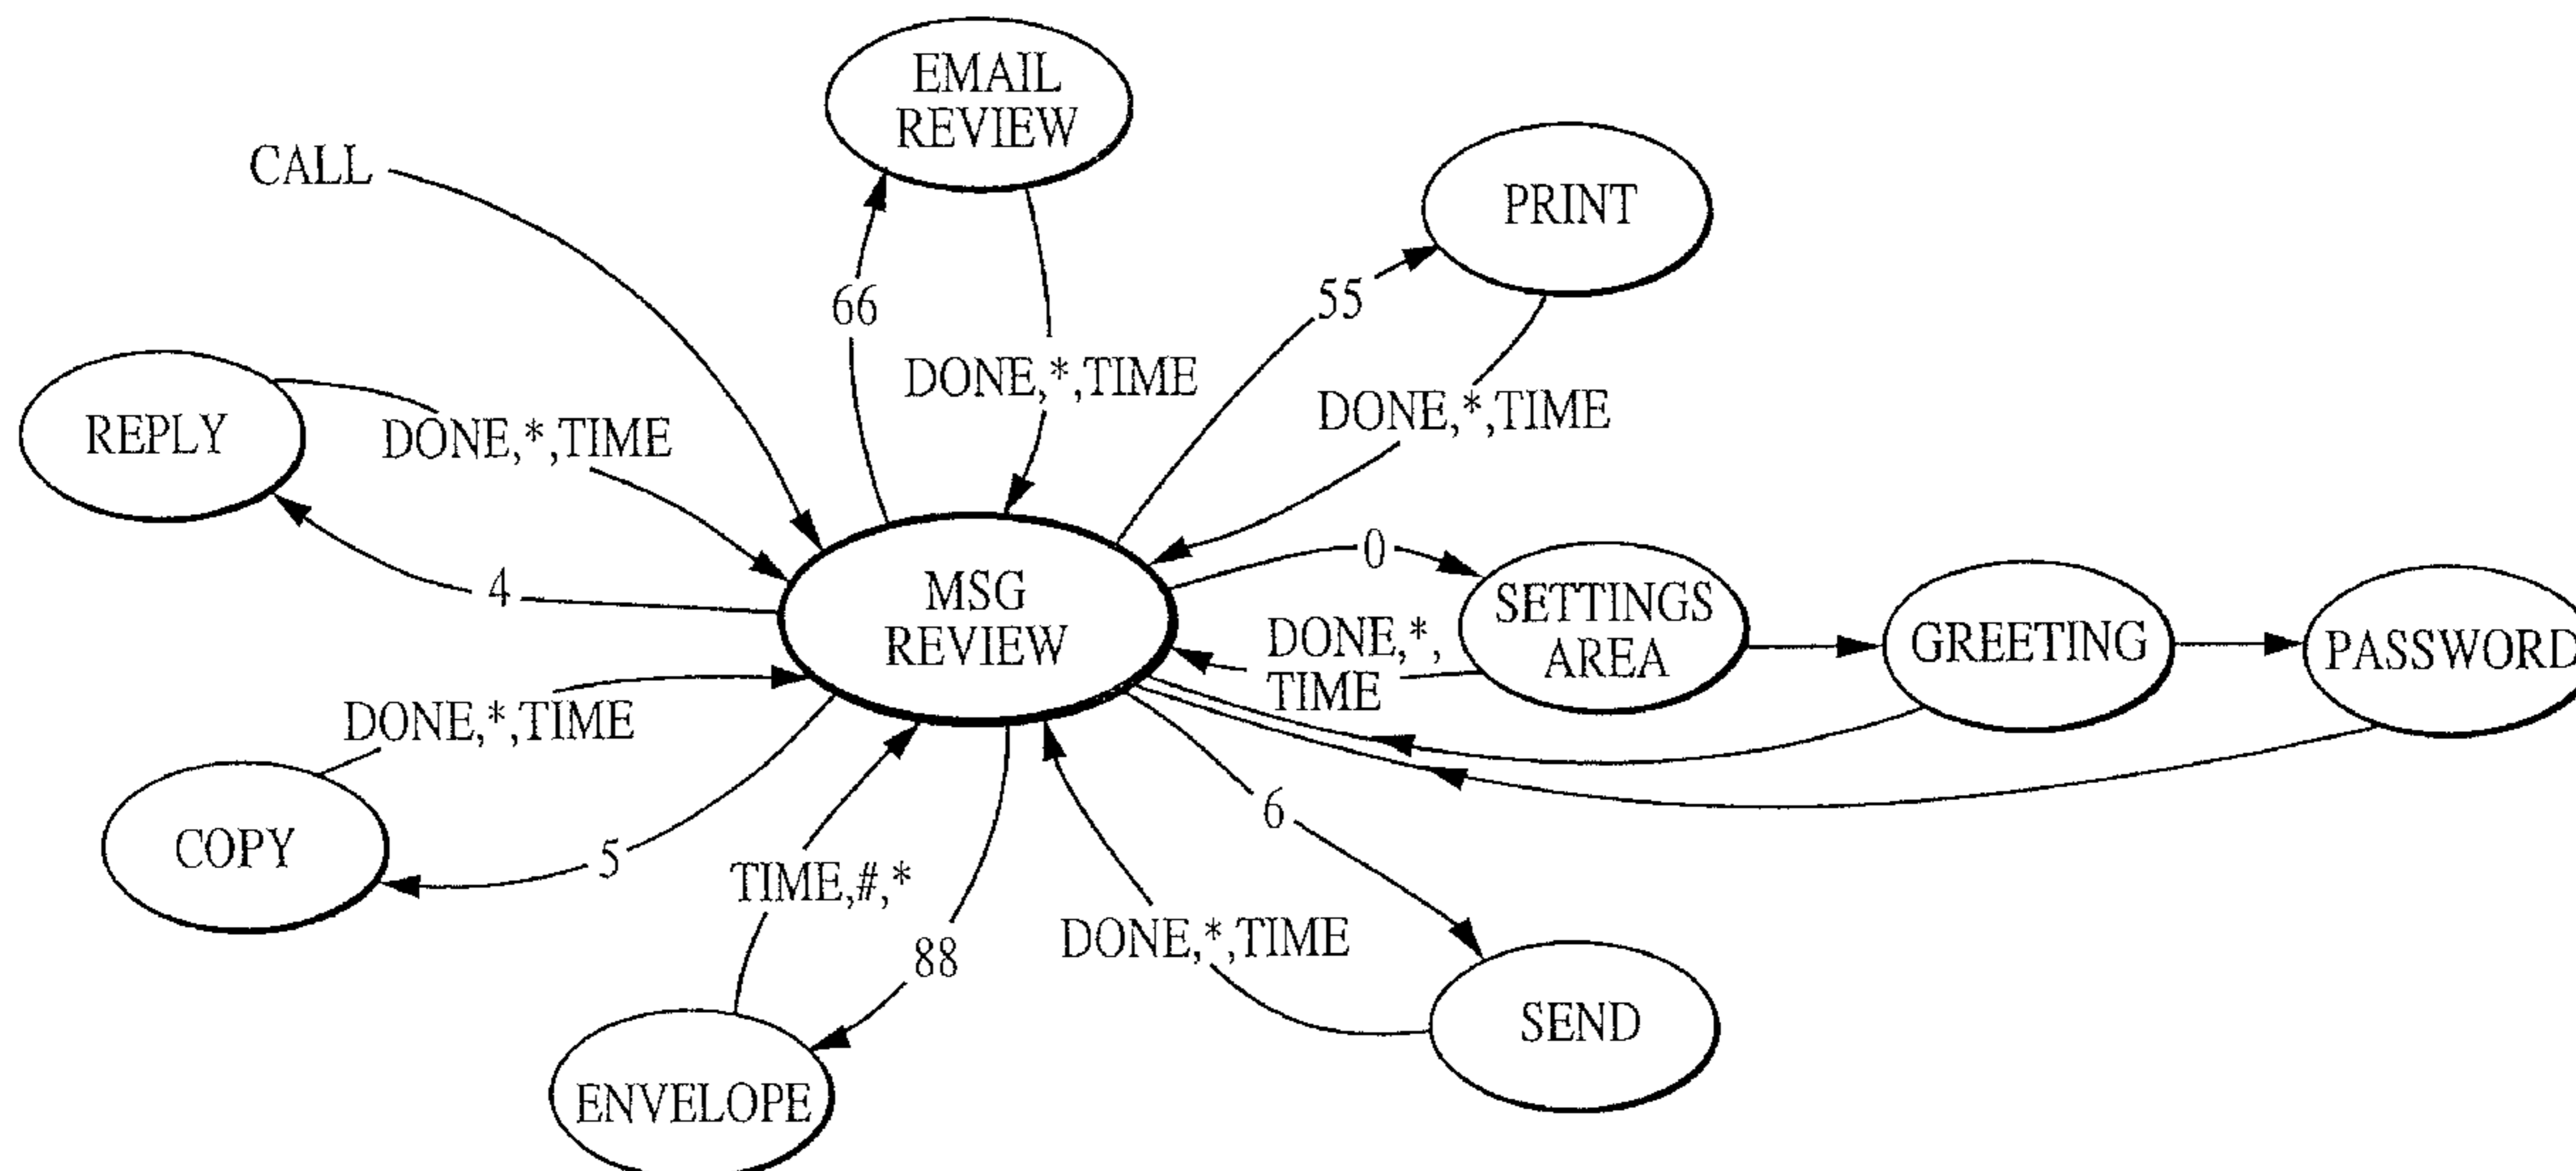 EMAIL
REVIEW
CALL
PRINT
66
55
DONE,*,TIME
DONE,*,TIME
REPLY
DONE,*,TIME
4
MSG
REVIEW
0
SETTINGS
AREA
DONE,*,
TIME
GREETING
PASSWORD
DONE,*,TIME
COPY
5
TIME,#,*
88
6
DONE,*,TIME
SEND
ENVELOPE